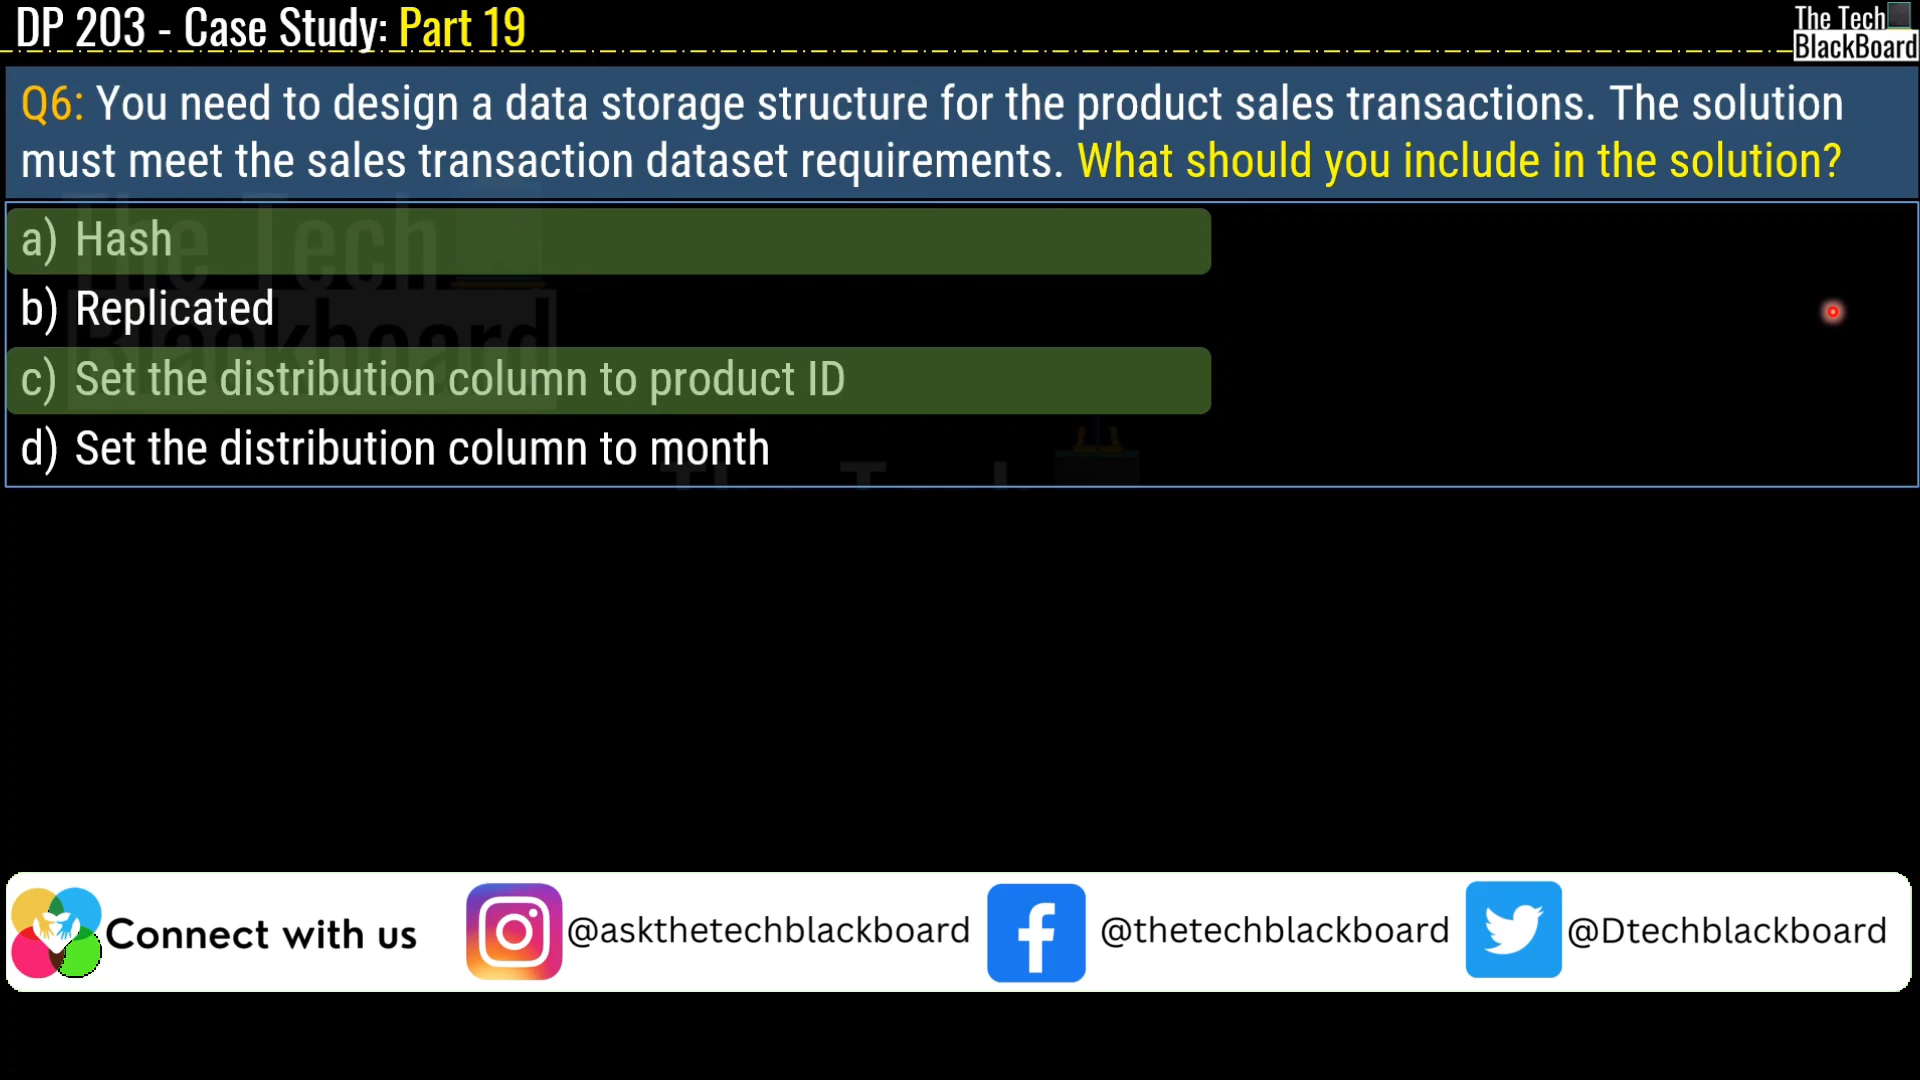 DP 203 - Case Study: Part 19
The Tech
BlackBoard
Q6: You need to design a data storage structure for the product sales transactions. The solution
must meet the sales transaction dataset requirements. What should you include in the solution?
a) Hash
b) Replicated
c) Set the distribution column to product ID
d) Set the distribution column to month
The Tech
Blackboard
Connect with us
@askthetechblackboard
@thetechblackboard
@Dtechblackboard